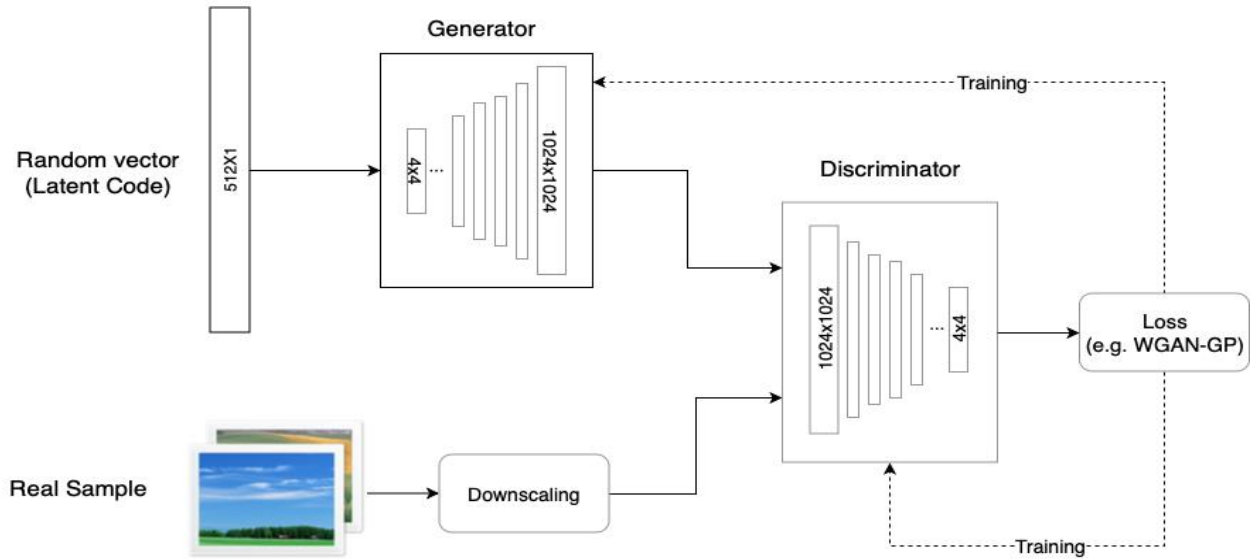 Generator
Training
Random vector
(Latent Code)
512X1
4x4
...
1024x1024
Discriminator
1024x1024
...
4x4
Loss
(e.g. WGAN-GP)
Real Sample
Downscaling
Training